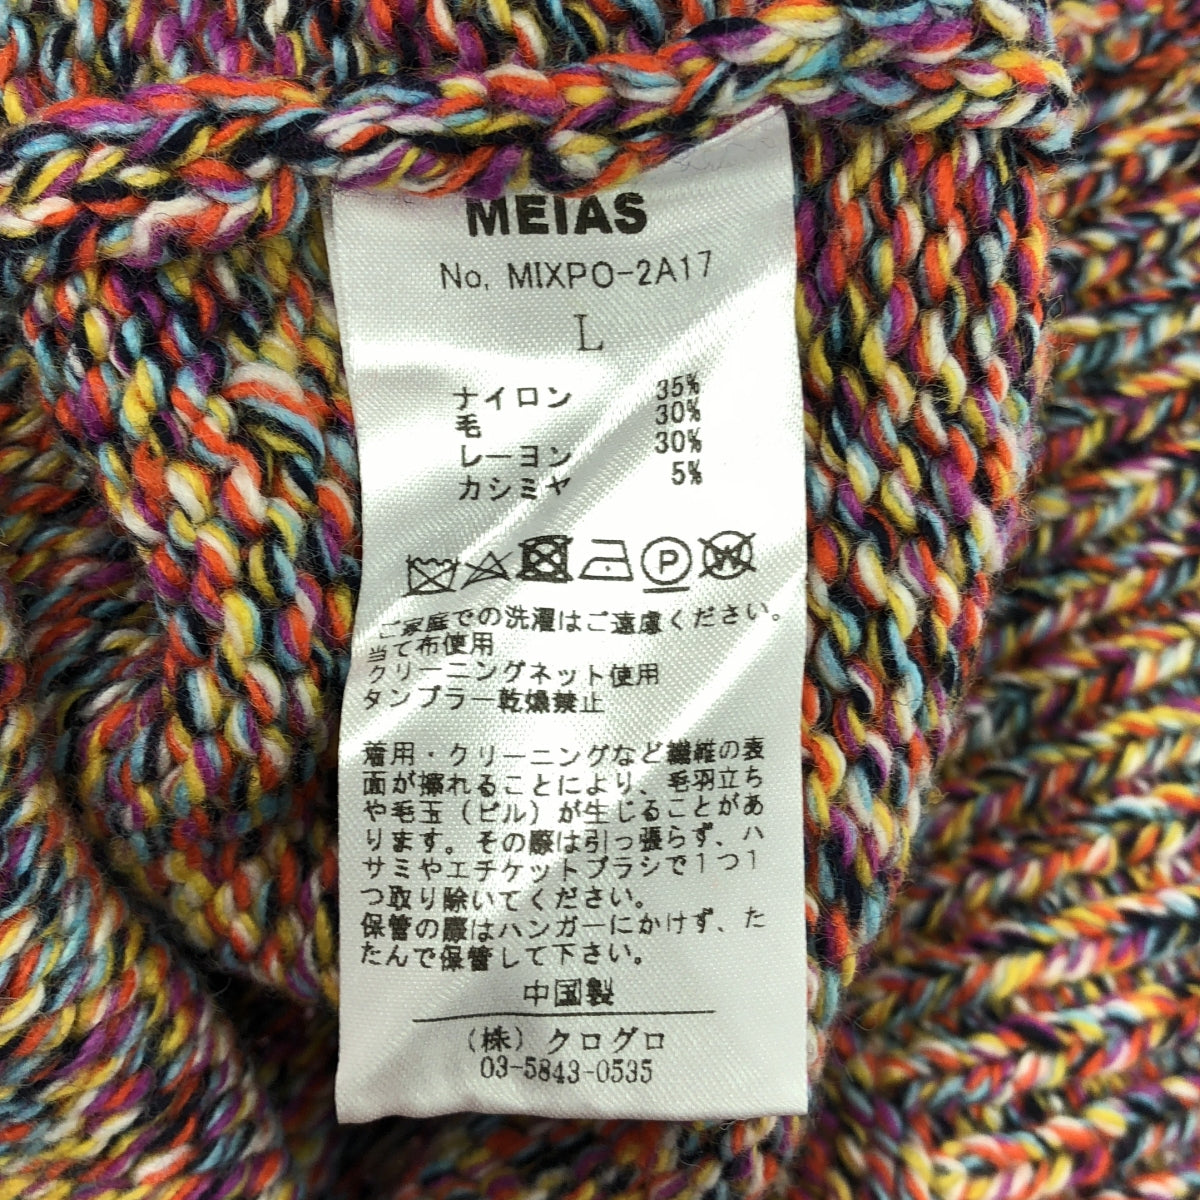 MEIAS
No. MIXPO-2A17
L
ナイロン 35%
毛 30%
レーヨン 30%
カシミヤ 5%
ご家庭での洗濯はご遠慮ください。
当て布使用
クリーニングネット使用
タンブラー乾燥禁止
着用・クリーニングなど繊維の表
面が擦れることにより、毛羽立ち
や毛玉（ピル）が生じることがあ
ります。その際は引っ張らず、ハ
サミやエチケットブラシで1つ1
つ取り除いてください。
保管の際はハンガーにかけず、た
たんで保管して下さい。
中国製
（株）クログロ
03-5843-0535